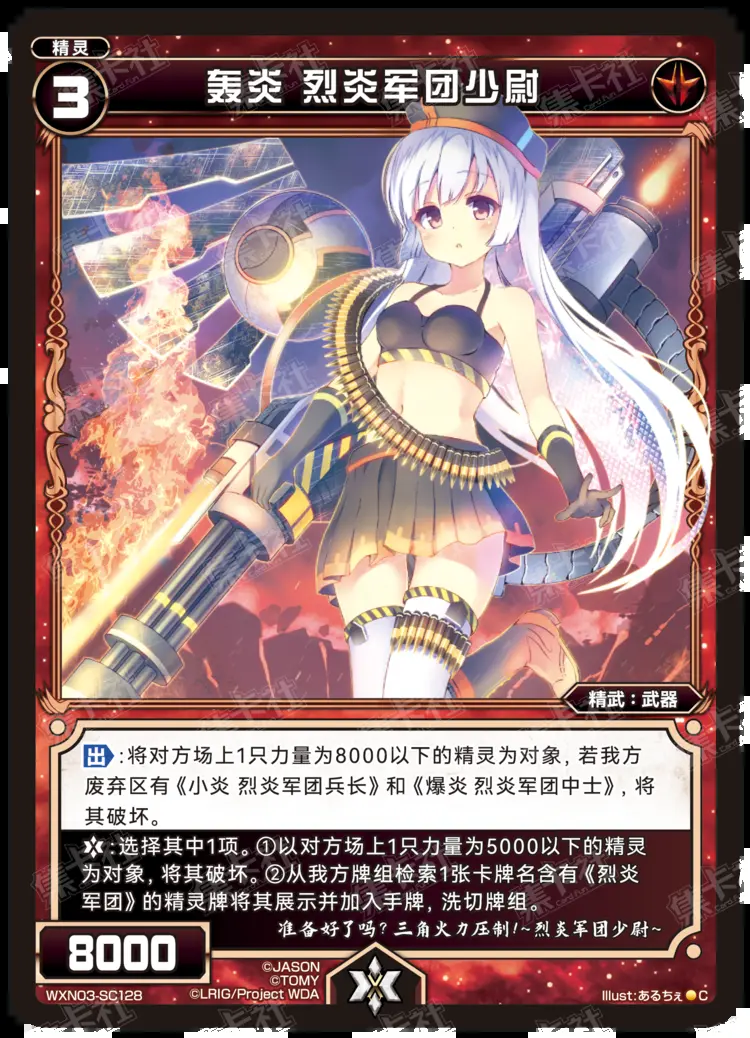 精灵
3
轰炎 烈炎军团少尉
精武:武器
出:将对方场上1只力量为8000以下的精灵为对象, 若我方
废弃区有《小炎 烈炎军团兵长》和《爆炎 烈炎军团中士》, 将
其破坏。
:选择其中1项。①以对方场上1只力量为5000以下的精灵
为对象, 将其破坏。②从我方牌组检索1张卡牌名含有《烈炎
军团》的精灵牌将其展示并加入手牌, 洗切牌组。
准备好了吗? 三角火力压制!~烈炎军团少尉~
8000
©JASON
©TOMY
WXN03-SC128 ©LRIG/Project WDA
Illust:あるちぇ C
集卡社